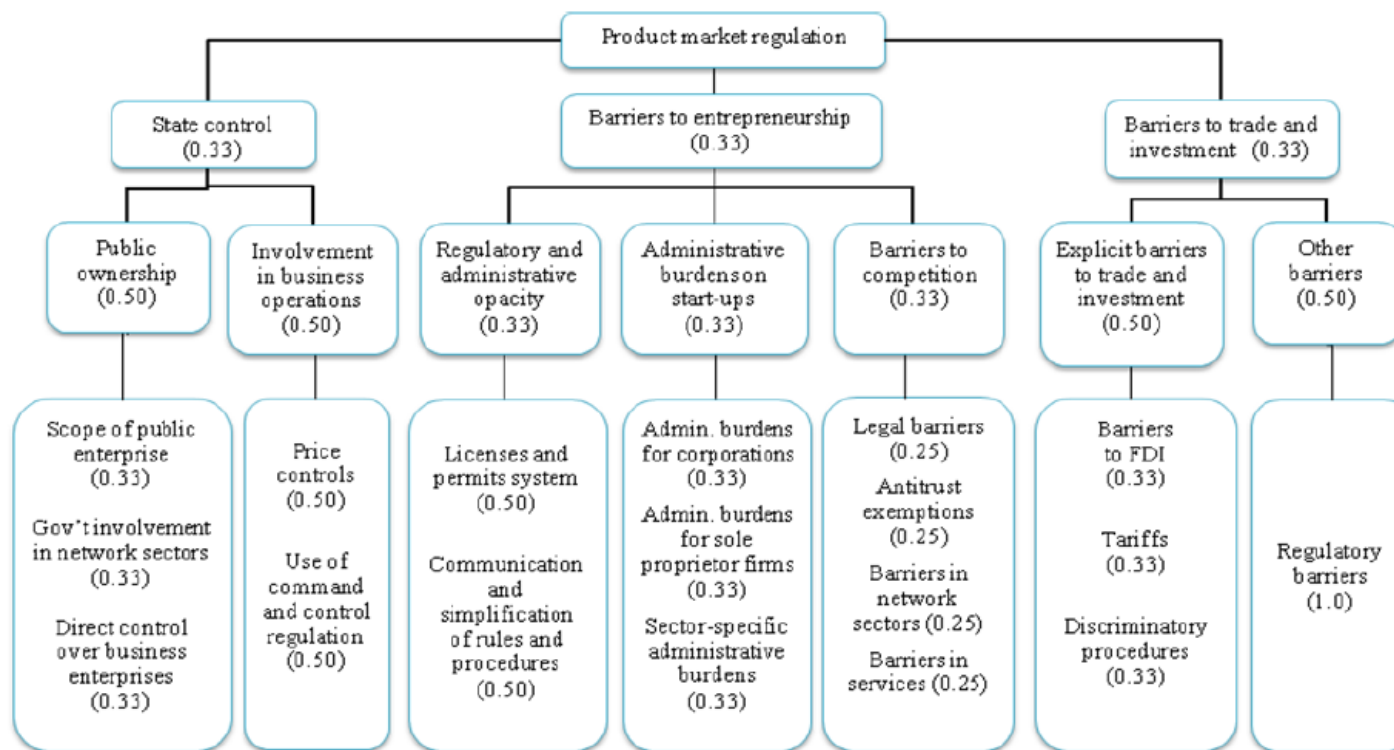 Product market regulation
State control
(0.33)
Barriers to entrepreneurship
(0.33)
Barriers to trade and
investment (0.33)
Public
ownership
(0.50)
Involvement
in business
operations
(0.50)
Regulatory and
administrative
opacity
(0.33)
Administrative
burdens on
start-ups
(0.33)
Barriers to
competition
(0.33)
Explicit barriers
to trade and
investment
(0.50)
Other
barriers
(0.50)
Scope of public
enterprise
(0.33)
Gov't involvement
in network sectors
(0.33)
Direct control
over business
enterprises
(0.33)
Price
controls
(0.50)
Use of
command
and control
regulation
(0.50)
Licenses and
permits system
(0.50)
Communication
and
simplification
of rules and
procedures
(0.50)
Admin. burdens
for corporations
(0.33)
Admin. burdens
for sole
proprietor firms
(0.33)
Sector-specific
administrative
burdens
(0.33)
Legal barriers
(0.25)
Antitrust
exemptions
(0.25)
Barriers in
network
sectors (0.25)
Barriers in
services (0.25)
Barriers
to FDI
(0.33)
Tariffs
(0.33)
Discriminatory
procedures
(0.33)
Regulatory
barriers
(1.0)